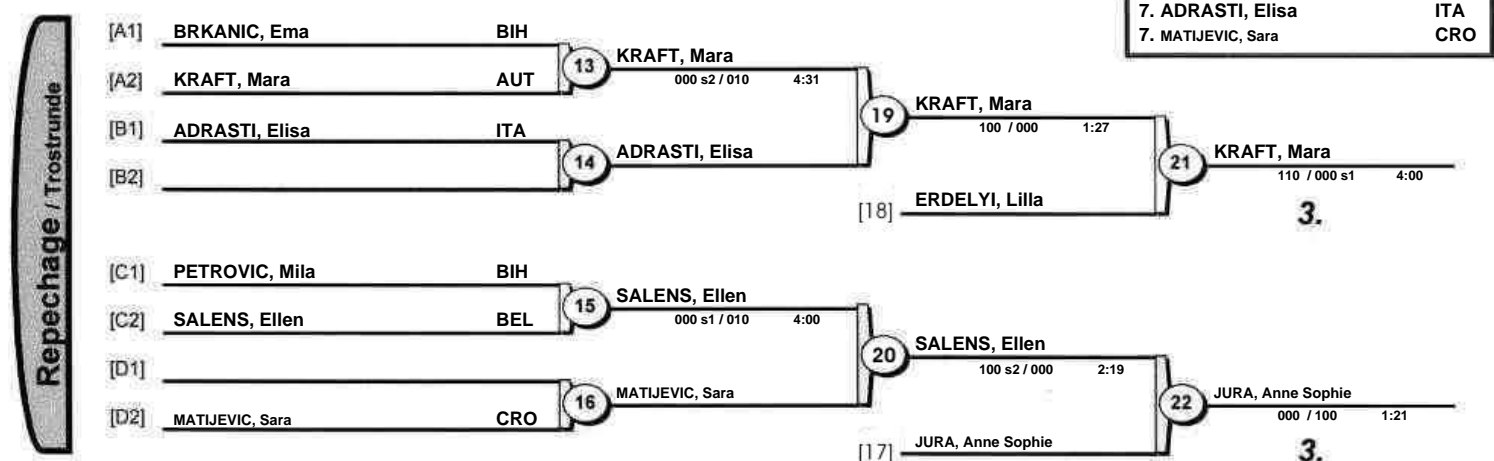 7. ADRASTI, Elisa ITA
7. MATIJEVIC, Sara CRO
Repechage / Trostrunde
[A1] BRKANIC, Ema BIH
[A2] KRAFT, Mara AUT
13 KRAFT, Mara
000 s2 / 010 4:31
[B1] ADRASTI, Elisa ITA
[B2]
14 ADRASTI, Elisa
19 KRAFT, Mara
100 / 000 1:27
[18] ERDELYI, Lilla
21 KRAFT, Mara
110 / 000 s1 4:00
3.
[C1] PETROVIC, Mila BIH
[C2] SALENS, Ellen BEL
15 SALENS, Ellen
000 s1 / 010 4:00
[D1]
[D2] MATIJEVIC, Sara CRO
16 MATIJEVIC, Sara
20 SALENS, Ellen
100 s2 / 000 2:19
[17] JURA, Anne Sophie
22 JURA, Anne Sophie
000 / 100 1:21
3.